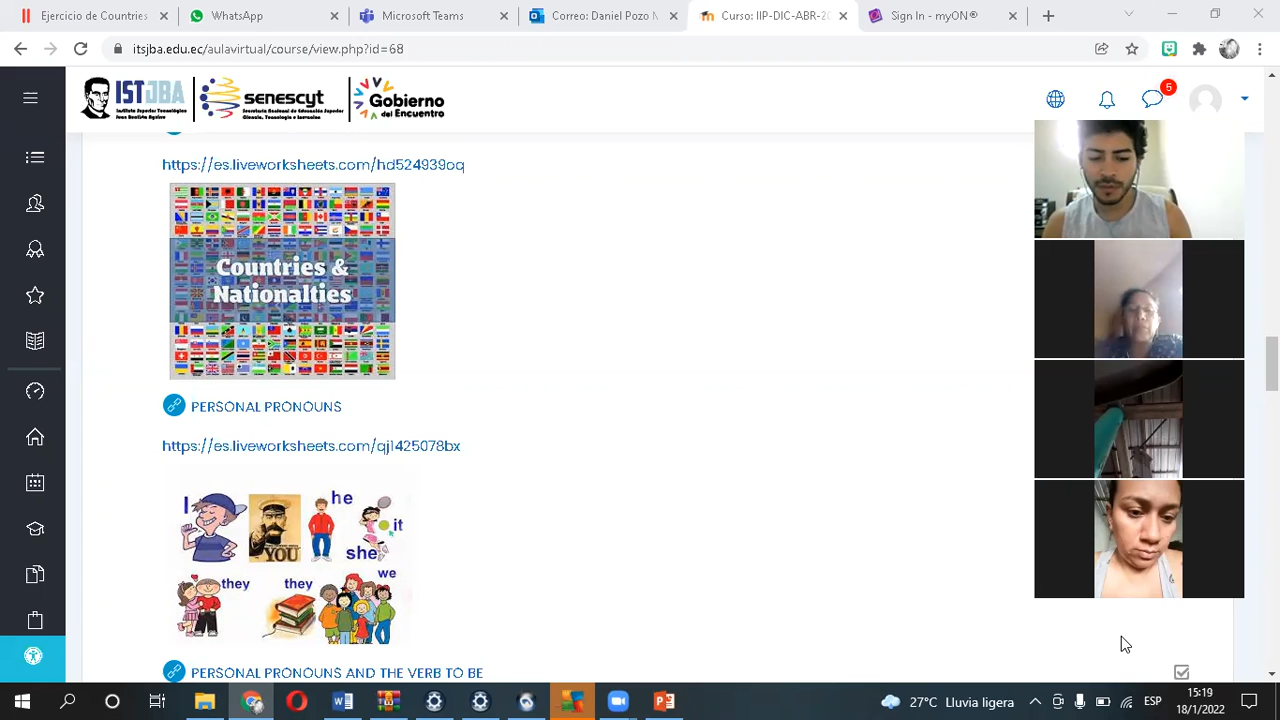 Ejercicio de Countries
WhatsApp
Microsoft Teams
Correo: Daniel Pozo
Curso: IIP-DIC-ABR-20
Sign In - myON®
itsjba.edu.ec/aulavirtual/course/view.php?id=68
ISTJBA
senescyt
Gobierno
del Encuentro
5
https://es.liveworksheets.com/hd524939oq
Countries &
Nationalties
PERSONAL PRONOUNS
https://es.liveworksheets.com/qj1425078bx
I
YOU
he
she
it
they
they
we
PERSONAL PRONOUNS AND THE VERB TO BE
27°C Lluvia ligera
ESP
15:19
18/1/2022